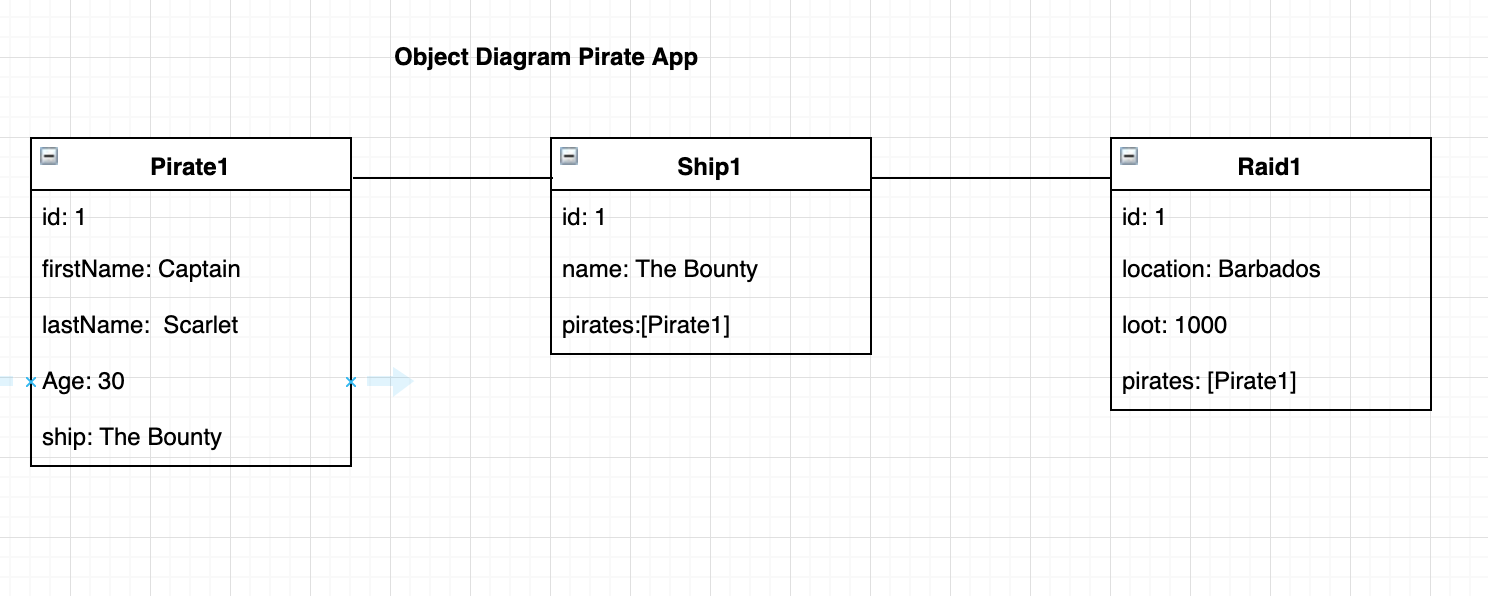 Object Diagram Pirate App
Pirate1
id: 1
firstName: Captain
lastName:  Scarlet
Age: 30
ship: The Bounty
Ship1
id: 1
name: The Bounty
pirates:[Pirate1]
Raid1
id: 1
location: Barbados
loot: 1000
pirates: [Pirate1]